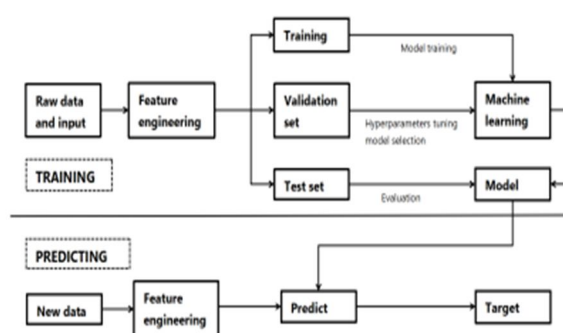 Training
Model training
Raw data
and input
Feature
engineering
Validation
set
Hyperparameters tuning
model selection
Machine
learning
TRAINING
Test set
Evaluation
Model
PREDICTING
New data
Feature
engineering
Predict
Target